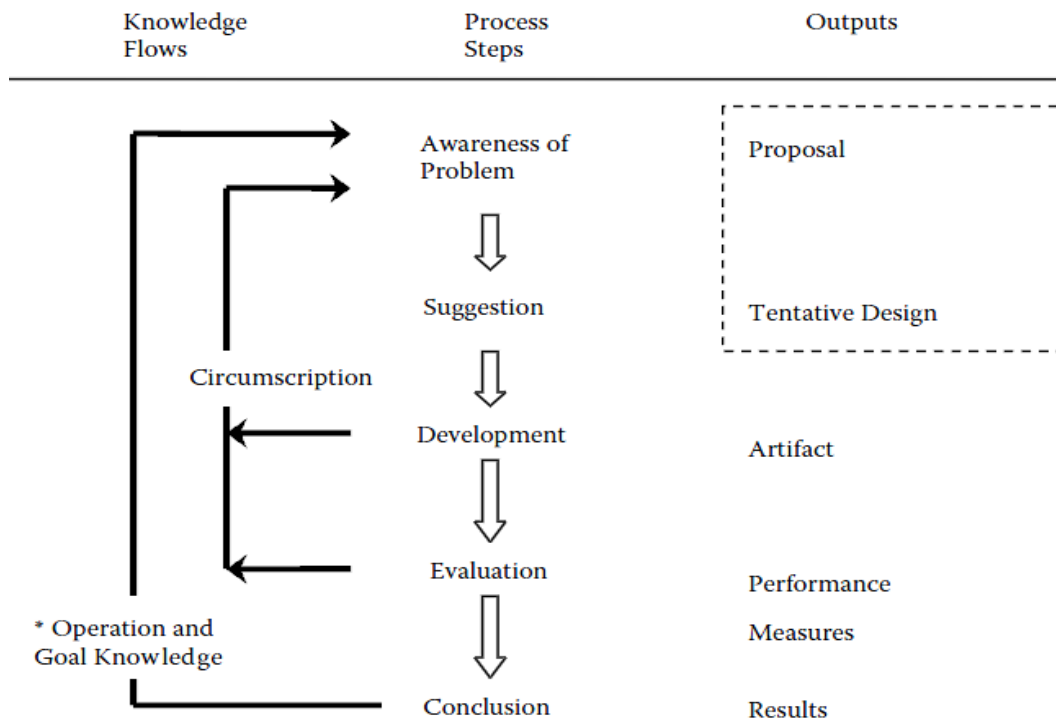 Knowledge
Flows
Process
Steps
Outputs
Awareness of
Problem
Proposal
Suggestion
Tentative Design
Circumscription
Development
Artifact
Evaluation
Performance
Measures
* Operation and
Goal Knowledge
Conclusion
Results